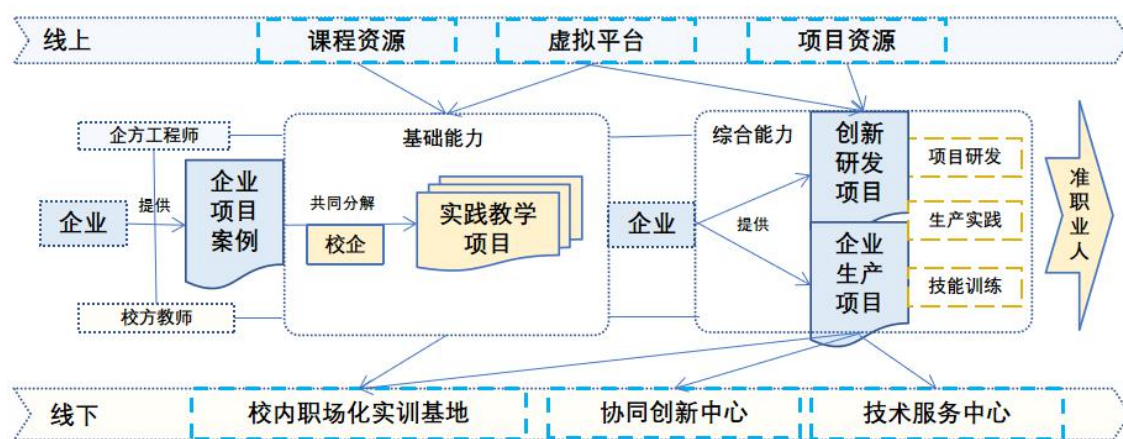 线上
课程资源
虚拟平台
项目资源
企方工程师
基础能力
综合能力
创新
研发
项目
项目研发
企业
提供
企业
项目
案例
共同分解
校企
实践教学
项目
企业
提供
生产实践
准职业人
企业
生产
项目
技能训练
校方教师
线下
校内职场化实训基地
协同创新中心
技术服务中心